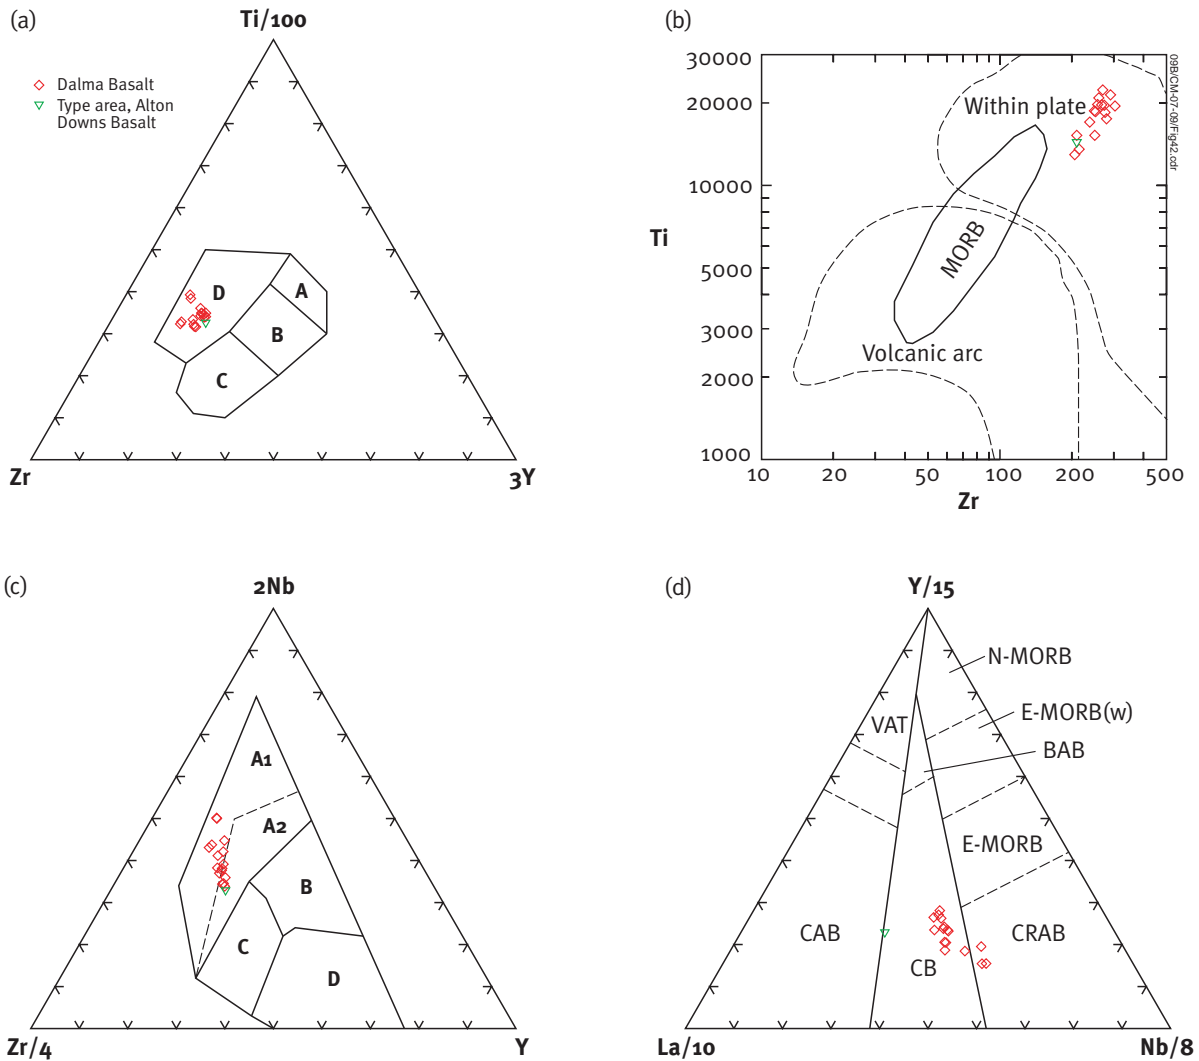 (a)
Ti/100
Dalma Basalt
Type area, Alton
Downs Basalt
D
A
B
C
Zr
3Y
(b)
30000
20000
10000
Ti
5000
3000
2000
1000
10
20
50
100
200
500
Zr
Within plate
MORB
Volcanic arc
09B/CM-07-09/Fig42.cdr
(c)
2Nb
A1
A2
B
C
D
Zr/4
Y
(d)
Y/15
N-MORB
E-MORB(w)
VAT
BAB
E-MORB
CAB
CB
CRAB
La/10
Nb/8